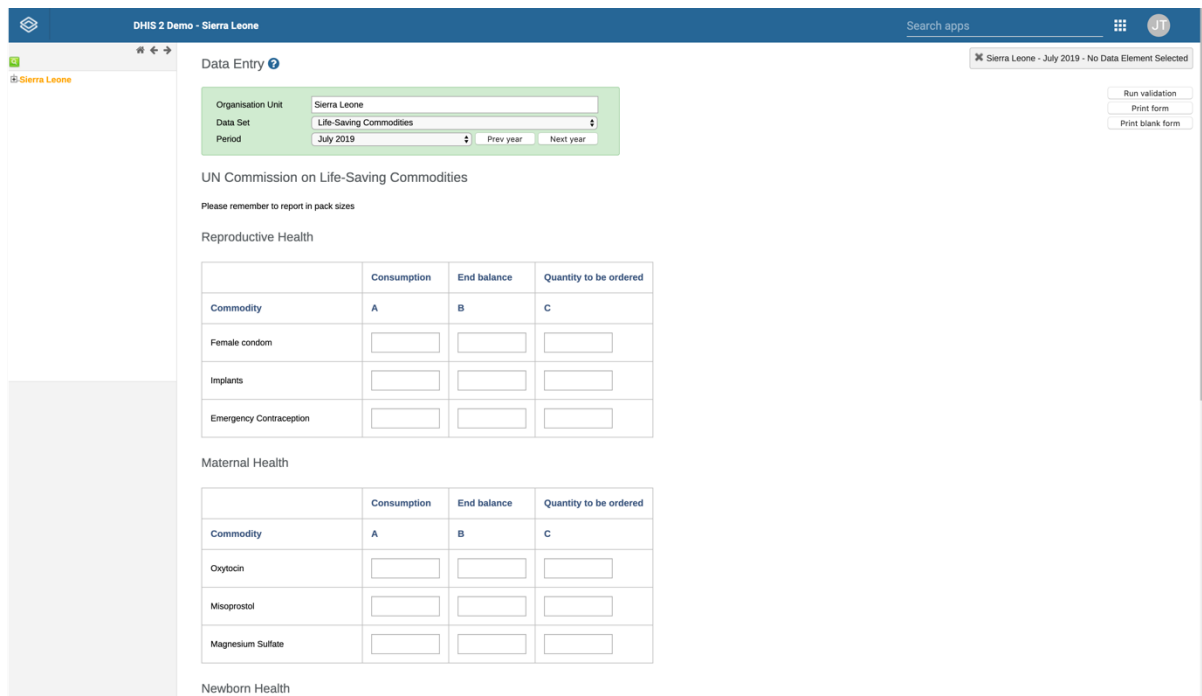 DHIS 2 Demo - Sierra Leone
Search apps
JT
Sierra Leone
Data Entry ?
Sierra Leone - July 2019 - No Data Element Selected
Run validation
Print form
Print blank form
Organisation Unit Sierra Leone
Data Set Life-Saving Commodities
Period July 2019 Prev year Next year
UN Commission on Life-Saving Commodities
Please remember to report in pack sizes
Reproductive Health
Consumption End balance Quantity to be ordered
Commodity A B C
Female condom
Implants
Emergency Contraception
Maternal Health
Consumption End balance Quantity to be ordered
Commodity A B C
Oxytocin
Misoprostol
Magnesium Sulfate
Newborn Health